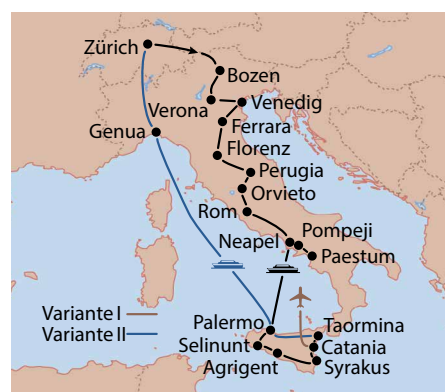 Zürich
Bozen
Verona
Venedig
Genua
Ferrara
Florenz
Perugia
Orvieto
Rom
Neapel
Pompeji
Paestum
Variante I
Variante II
Palermo
Taormina
Selinunt
Catania
Agrigent
Syrakus